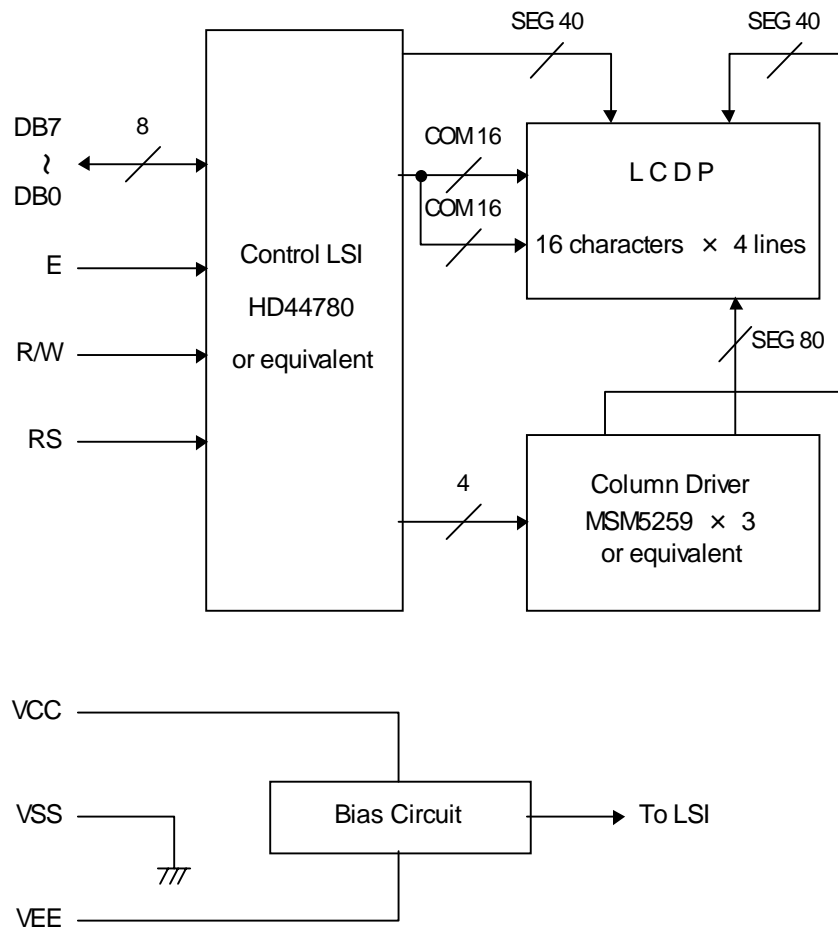 SEG 40
SEG 40
DB7
~
DB0
8
COM 16
COM 16
L C D P
16 characters × 4 lines
E
Control LSI
HD44780
or equivalent
R/W
SEG 80
RS
4
Column Driver
MSM5259 × 3
or equivalent
VCC
VSS
Bias Circuit
To LSI
VEE